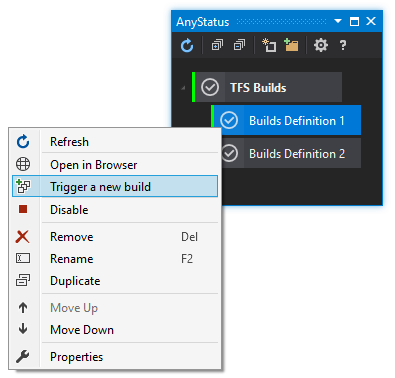 AnyStatus
?
TFS Builds
Builds Definition 1
Builds Definition 2
Refresh
Open in Browser
Trigger a new build
Disable
Remove Del
Rename F2
Duplicate
Move Up
Move Down
Properties